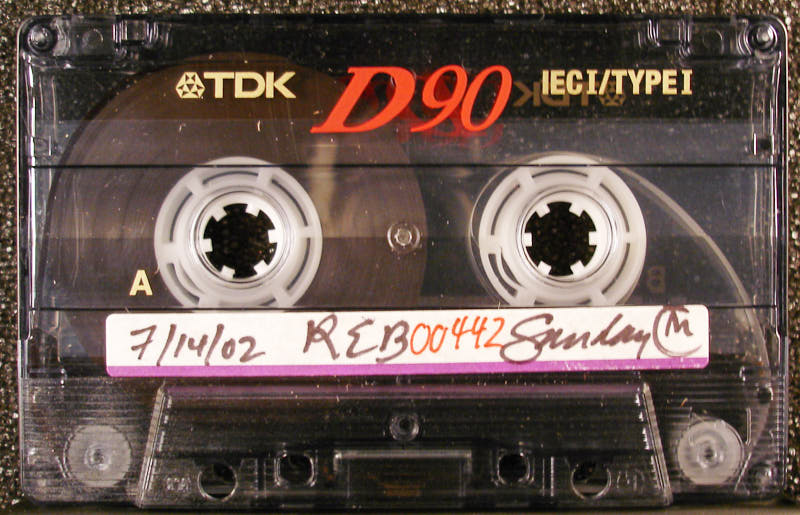 TDK D90 IECI/TYPEI
A B
7/14/02 REB00442 Sunday M